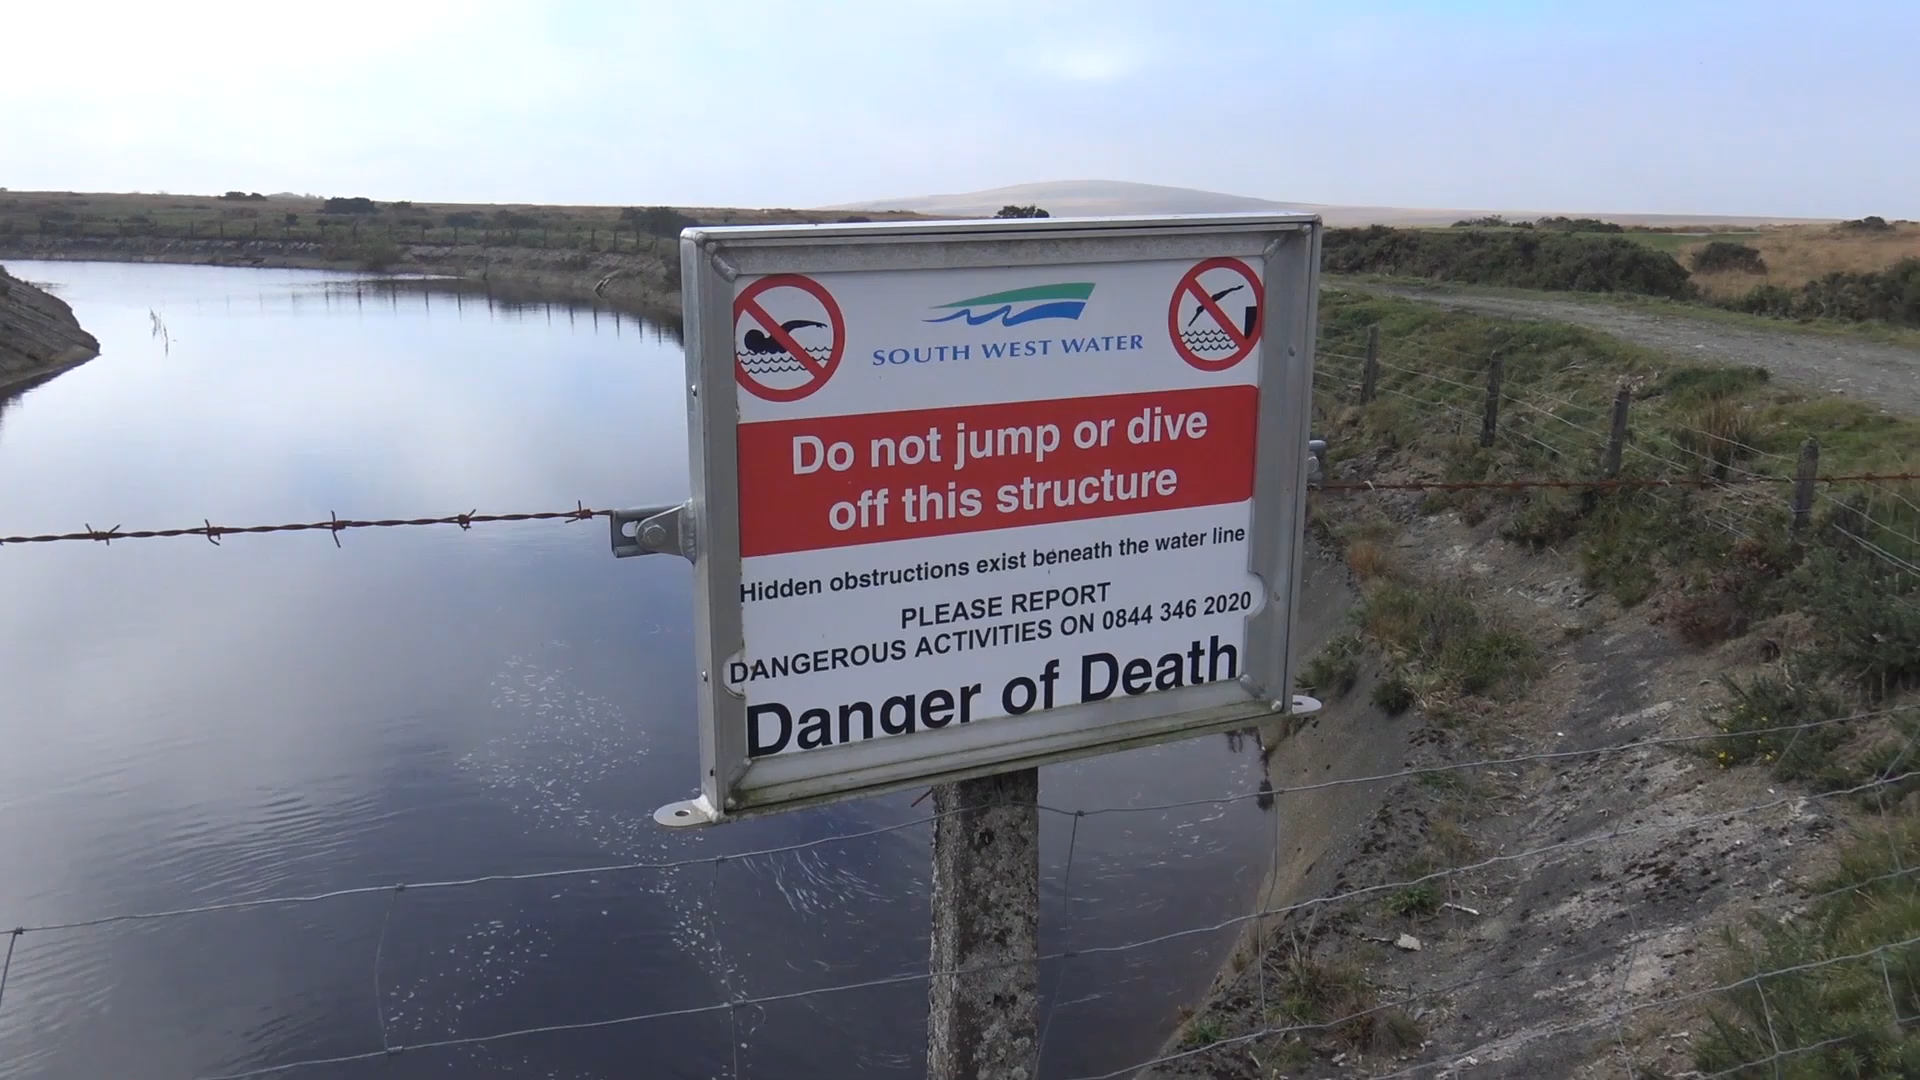 SOUTH WEST WATER
Do not jump or dive
off this structure
Hidden obstructions exist beneath the water line
PLEASE REPORT
DANGEROUS ACTIVITIES ON 0844 346 2020
Danger of Death